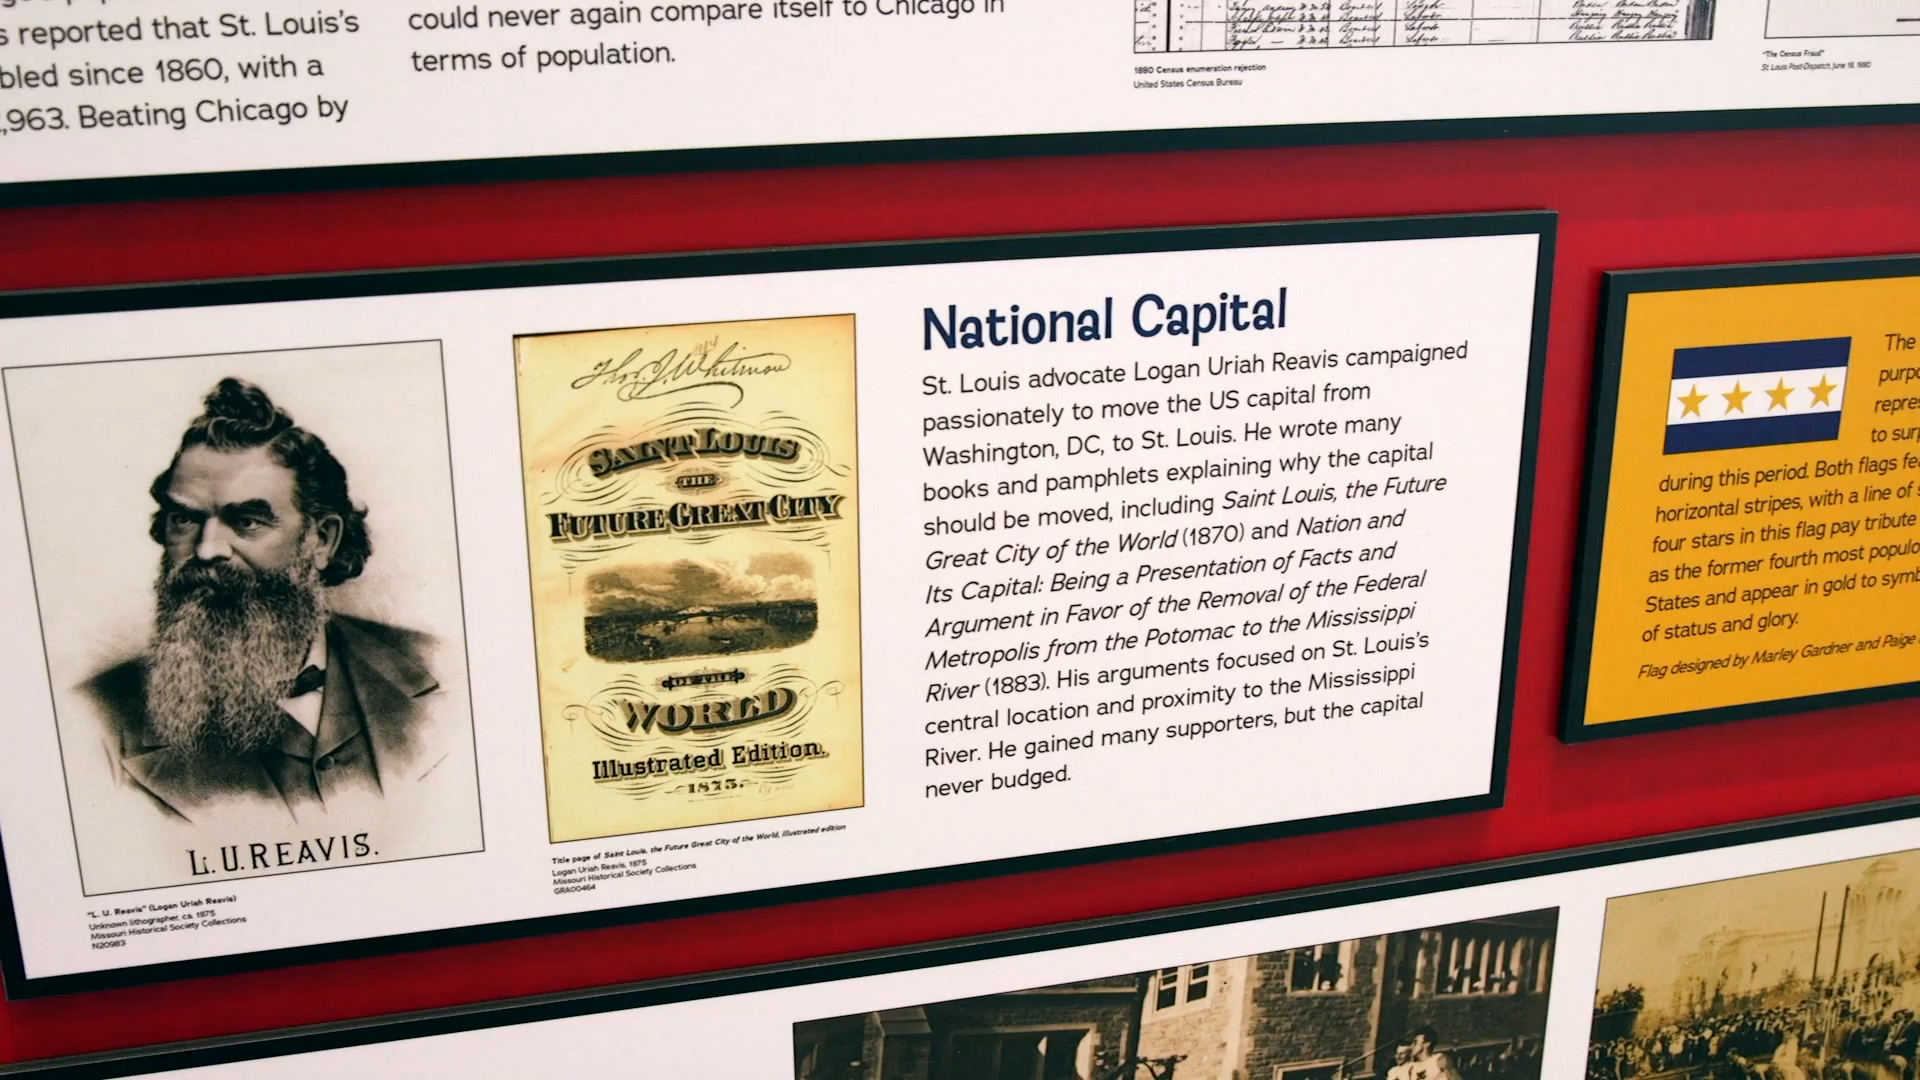 s reported that St. Louis's
bled since 1860, with a
,963. Beating Chicago by
could never again compare itself to Chicago in
terms of population.
1880 Census enumeration rejection
United States Census Bureau
"The Census Fraud"
St. Louis Post-Dispatch, June 18, 1880
L. U. REAVIS.
"L. U. Reavis" (Logan Uriah Reavis)
Unknown lithographer, ca. 1875
Missouri Historical Society Collections
N20983
Thos. J. Whitman
SAINT LOUIS
THE
FUTURE GREAT CITY
OF THE
WORLD
Illustrated Edition.
1875.
Title page of Saint Louis, the Future Great City of the World, illustrated edition
Logan Uriah Reavis, 1875
Missouri Historical Society Collections
GRA00464
National Capital
St. Louis advocate Logan Uriah Reavis campaigned
passionately to move the US capital from
Washington, DC, to St. Louis. He wrote many
books and pamphlets explaining why the capital
should be moved, including Saint Louis, the Future
Great City of the World (1870) and Nation and
Its Capital: Being a Presentation of Facts and
Argument in Favor of the Removal of the Federal
Metropolis from the Potomac to the Mississippi
River (1883). His arguments focused on St. Louis's
central location and proximity to the Mississippi
River. He gained many supporters, but the capital
never budged.
The
purpo
repres
to surp
during this period. Both flags fea
horizontal stripes, with a line of s
four stars in this flag pay tribute
as the former fourth most populo
States and appear in gold to symb
of status and glory.
Flag designed by Marley Gardner and Paige